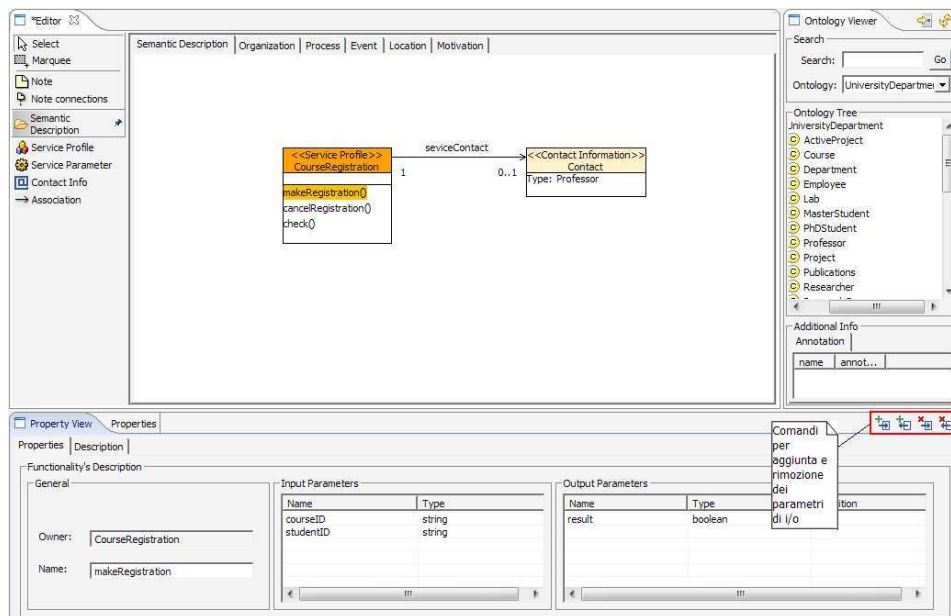 *Editor
Select
Marquee
Note
Note connections
Semantic
Description
Service Profile
Service Parameter
Contact Info
Association
Semantic Description Organization Process Event Location Motivation
<<Service Profile>>
CourseRegistration
makeRegistration()
cancelRegistration()
check()
seviceContact
1
0..1
<<Contact Information>>
Contact
Type: Professor
Ontology Viewer
Search
Search: Go
Ontology: UniversityDepartmen
Ontology Tree
UniversityDepartment
ActiveProject
Course
Department
Employee
Lab
MasterStudent
PhDStudent
Professor
Project
Publications
Researcher
Additional Info
Annotation
name annot...
Property View Properties
Properties Description
Functionality's Description
General
Owner: CourseRegistration
Name: makeRegistration
Input Parameters
Name Type
courseID string
studentID string
Output Parameters
Name Type ition
result boolean
Comandi
per
aggiunta e
rimozione
dei
parametri
di i/o